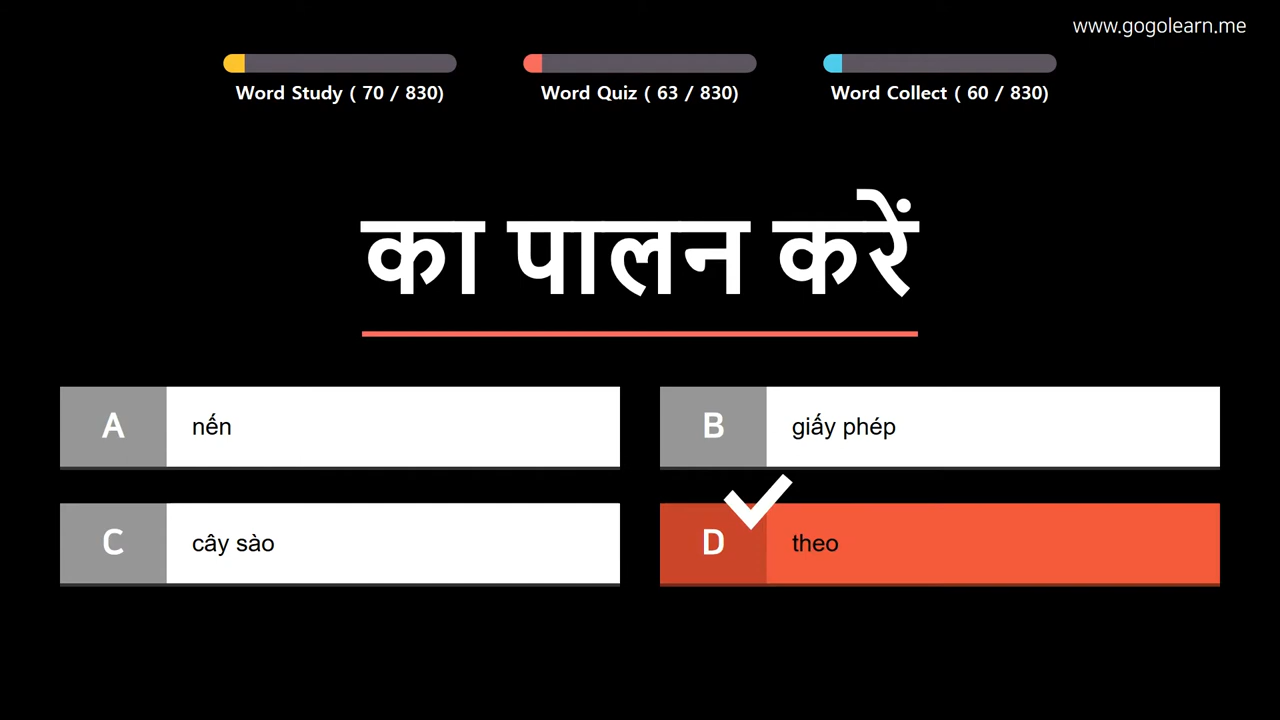 www.gogolearn.me
Word Study ( 70 / 830)
Word Quiz ( 63 / 830)
Word Collect ( 60 / 830)
का पालन करें
A nến
B giấy phép
C cây sào
D theo